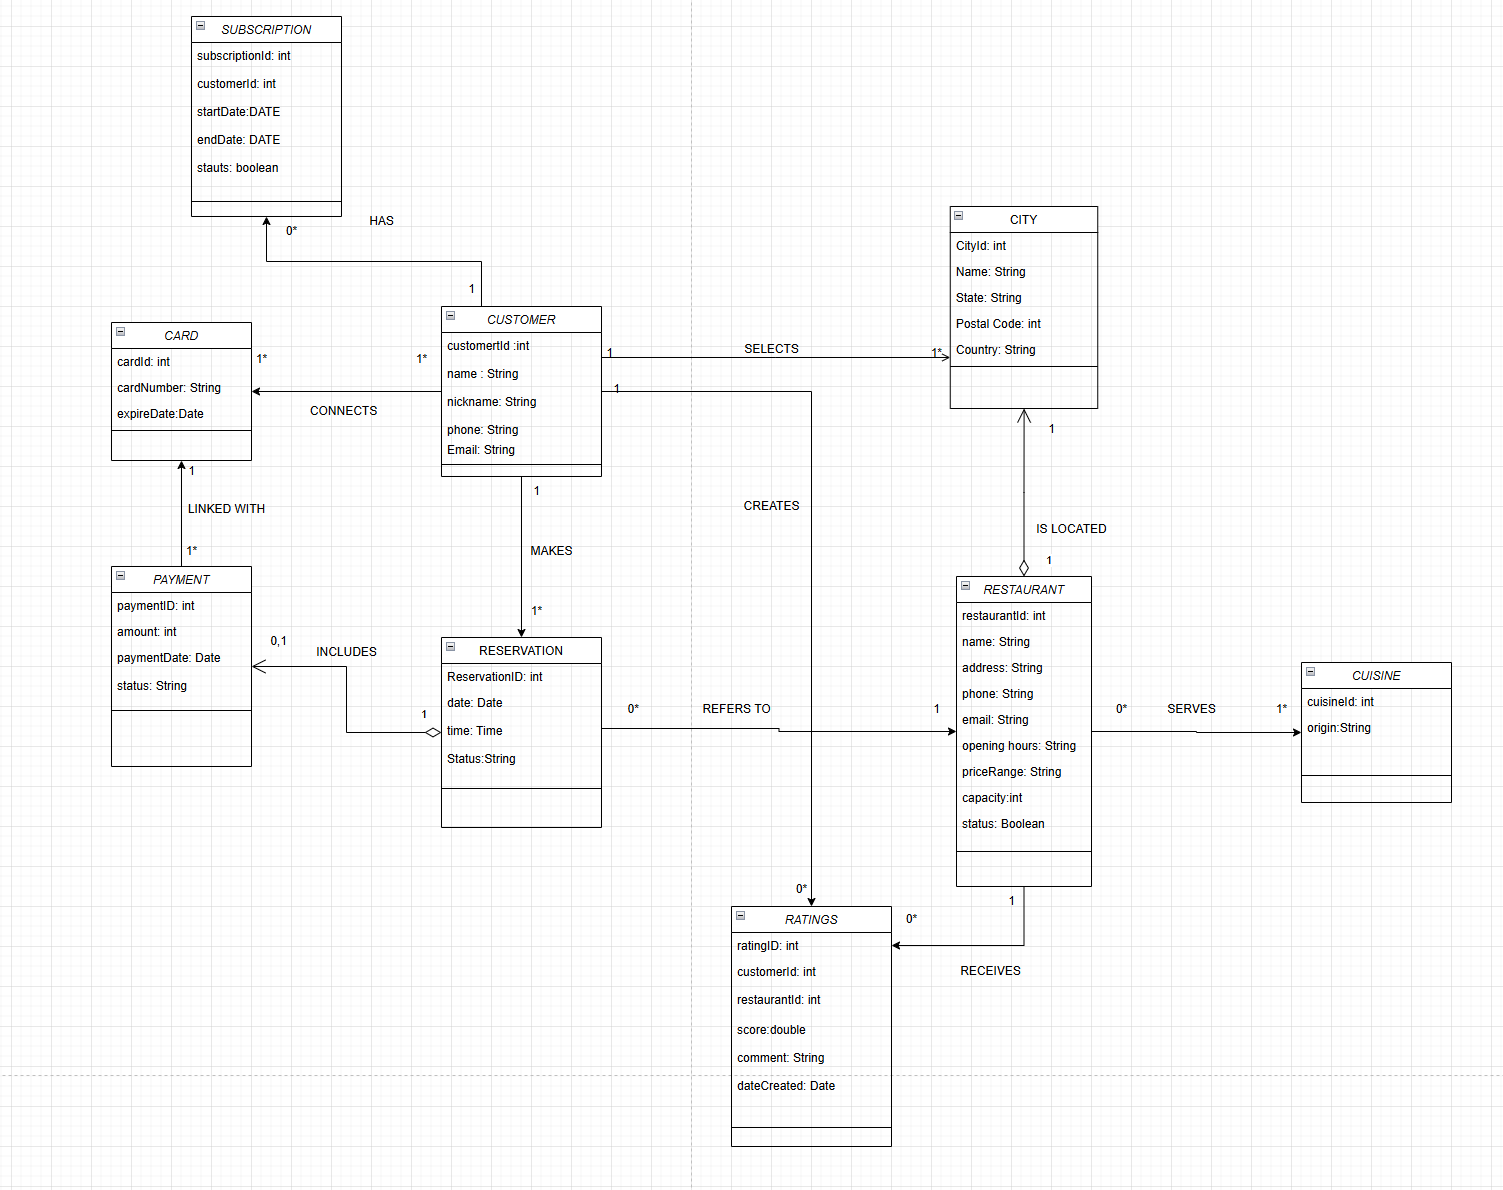 SUBSCRIPTION
subscriptionId: int
customerId: int
startDate:DATE
endDate: DATE
stauts: boolean
HAS
0*
1
CITY
CityId: int
Name: String
State: String
Postal Code: int
Country: String
CARD
cardId: int
cardNumber: String
expireDate:Date
1*
1*
CONNECTS
CUSTOMER
customertId :int
name : String
nickname: String
phone: String
Email: String
1
SELECTS
1*
1
CREATES
0*
1
LINKED WITH
1*
1
MAKES
1*
1
IS LOCATED
1
PAYMENT
paymentID: int
amount: int
paymentDate: Date
status: String
0,1
INCLUDES
1
RESERVATION
ReservationID: int
date: Date
time: Time
Status:String
0*
REFERS TO
1
RESTAURANT
restaurantId: int
name: String
address: String
phone: String
email: String
opening hours: String
priceRange: String
capacity:int
status: Boolean
0*
SERVES
1*
CUISINE
cuisineId: int
origin:String
1
0*
RECEIVES
RATINGS
ratingID: int
customerId: int
restaurantId: int
score:double
comment: String
dateCreated: Date